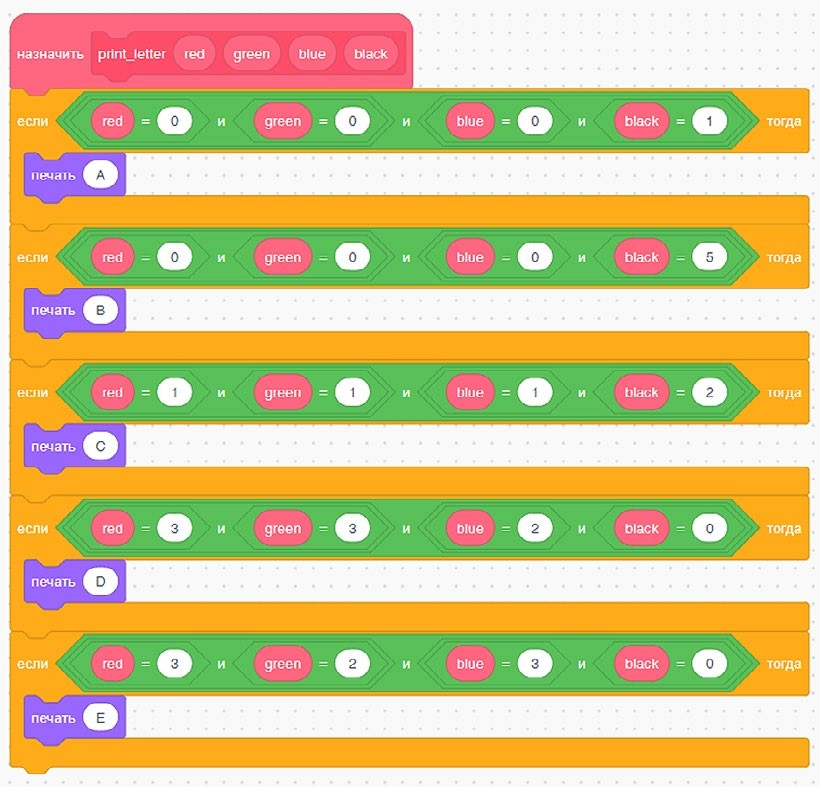 назначить print_letter red green blue black
если red = 0 и green = 0 и blue = 0 и black = 1 тогда
печать A
если red = 0 и green = 0 и blue = 0 и black = 5 тогда
печать B
если red = 1 и green = 1 и blue = 1 и black = 2 тогда
печать C
если red = 3 и green = 3 и blue = 2 и black = 0 тогда
печать D
если red = 3 и green = 2 и blue = 3 и black = 0 тогда
печать E